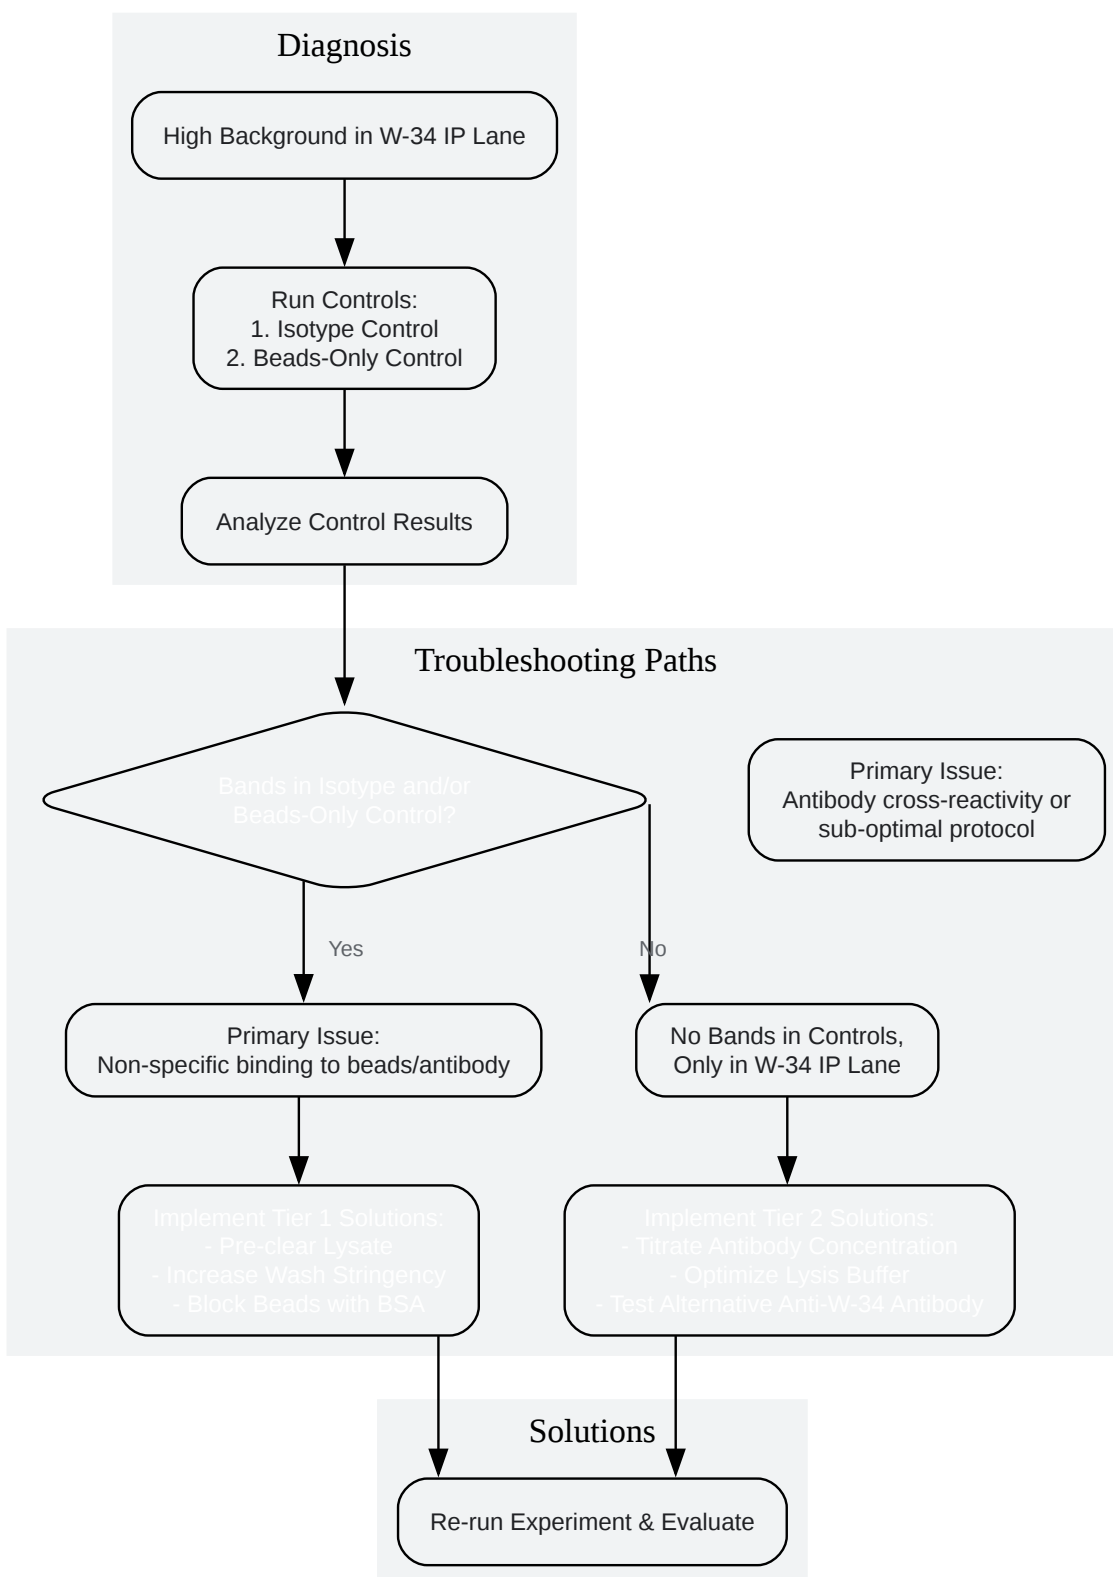 Diagnosis
High Background in W-34 IP Lane
Run Controls:
1. Isotype Control
2. Beads-Only Control
Analyze Control Results
Troubleshooting Paths
Bands in Isotype and/or
Beads-Only Control?
Primary Issue:
Antibody cross-reactivity or
sub-optimal protocol
Yes
No
Primary Issue:
Non-specific binding to beads/antibody
No Bands in Controls,
Only in W-34 IP Lane
Implement Tier 1 Solutions:
- Pre-clear Lysate
- Increase Wash Stringency
- Block Beads with BSA
Implement Tier 2 Solutions:
- Titrate Antibody Concentration
- Optimize Lysis Buffer
- Test Alternative Anti-W-34 Antibody
Solutions
Re-run Experiment & Evaluate